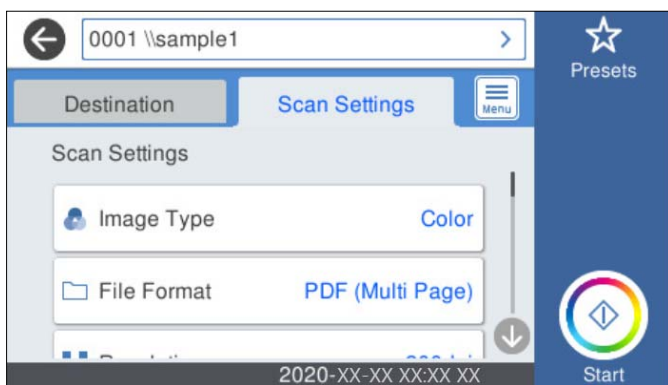 0001 \\sample1
Presets
Destination
Scan Settings
Menu
Scan Settings
Image Type Color
File Format PDF (Multi Page)
2020-XX-XX XX:XX XX
Start